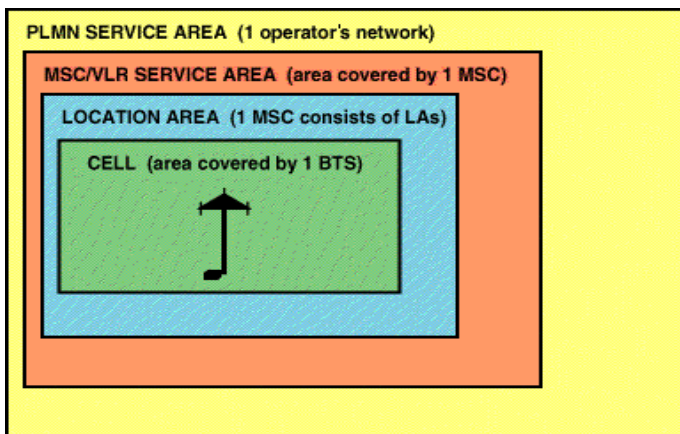 PLMN SERVICE AREA (1 operator's network)
MSC/VLR SERVICE AREA (area covered by 1 MSC)
LOCATION AREA (1 MSC consists of LAs)
CELL (area covered by 1 BTS)